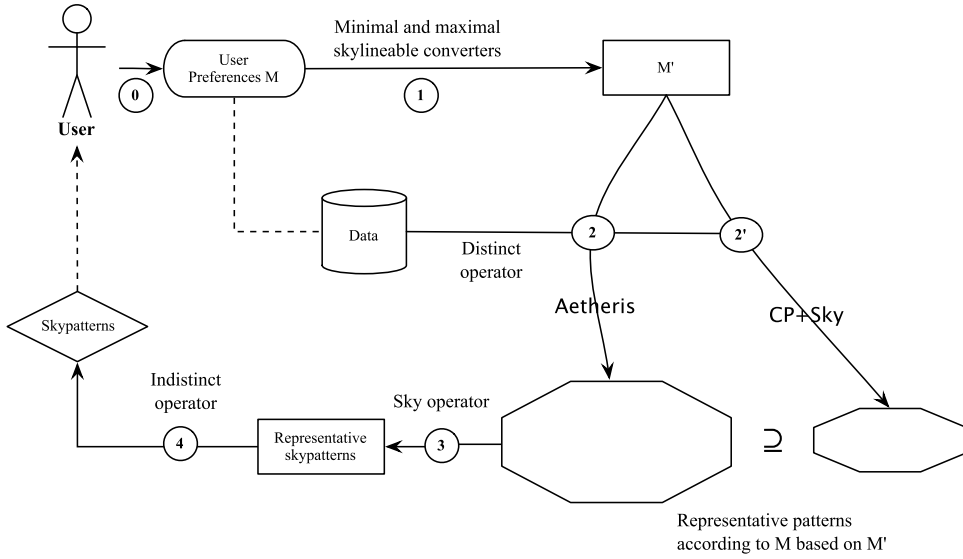 Minimal and maximal
skylineable converters
User
Preferences M
M'
0
1
User
Data
2
2'
Distinct
operator
Aetheris
CP+Sky
Skypatterns
Indistinct
operator
Sky operator
4
Representative
skypatterns
3
⊇
Representative patterns
according to M based on M'